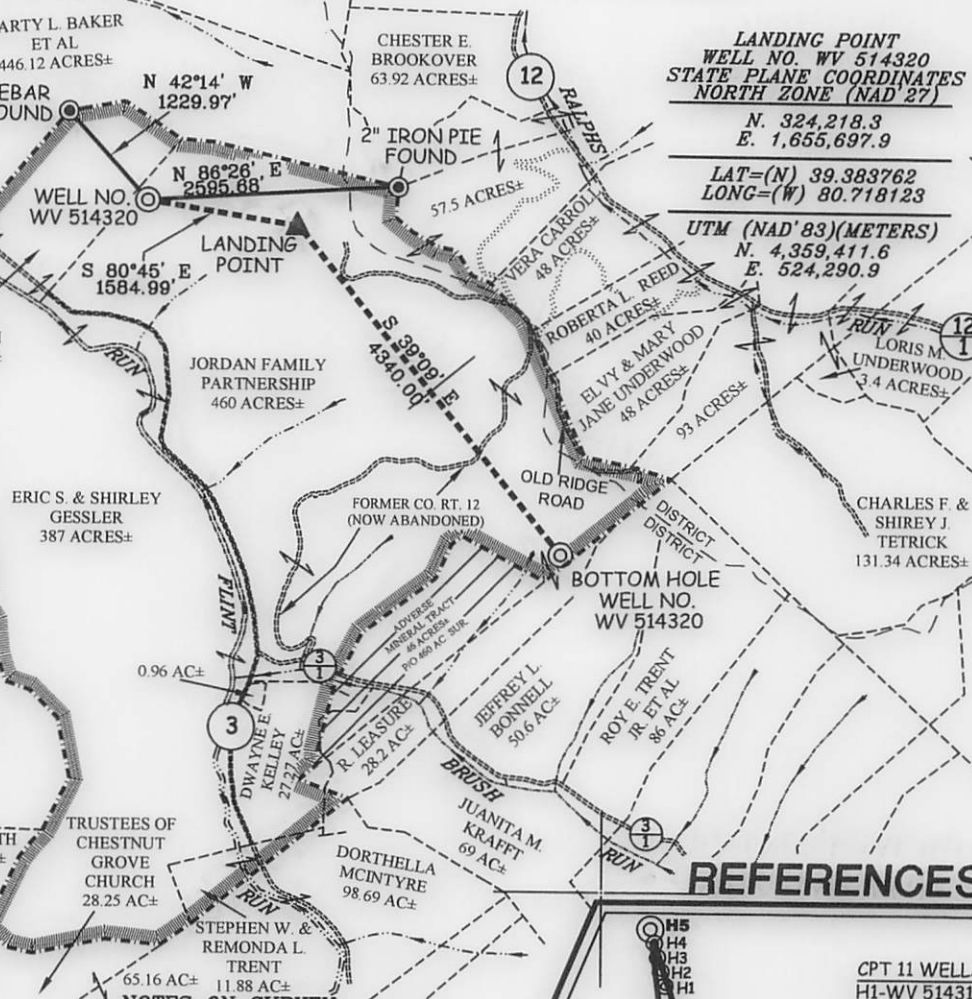 ARTY L. BAKER
ET AL
446.12 ACRES±
CHESTER E.
BROOKOVER
63.92 ACRES±
12
RALPHS
LANDING POINT
WELL NO. WV 514320
STATE PLANE COORDINATES
NORTH ZONE (NAD'27)
N. 324,218.3
E. 1,655,697.9
LAT=(N) 39.383762
LONG=(W) 80.718123
UTM (NAD'83)(METERS)
N. 4,359,411.6
E. 524,290.9
EBAR
OUND
N 42°14' W
1229.97'
2" IRON PIE
FOUND
N 86°26' E
2595.68'
WELL NO.
WV 514320
LANDING
POINT
S 80°45' E
1584.99'
57.5 ACRES±
VERA CARROLL
48 ACRES±
ROBERTA L. REED
40 ACRES±
ELVY & MARY
JANE UNDERWOOD
48 ACRES±
93 ACRES±
RUN
12
1
LORIS M.
UNDERWOOD
3.4 ACRES±
RUN
S 39°09' E
4340.00'
JORDAN FAMILY
PARTNERSHIP
460 ACRES±
ERIC S. & SHIRLEY
GESSLER
387 ACRES±
FORMER CO. RT. 12
(NOW ABANDONED)
OLD RIDGE
ROAD
DISTRICT
DISTRICT
CHARLES F. &
SHIREY J.
TETRICK
131.34 ACRES±
BOTTOM HOLE
WELL NO.
WV 514320
FLINT
ADVERSE
MINERAL TRACT
46 ACRES±
P/O 460 AC SUR
0.96 AC±
3
1
3
DWAYNE E.
KELLEY
27.27 AC±
R. LEASURE
28.2 AC±
JEFFREY L.
BONNELL
50.6 AC±
ROY E. TRENT
JR. ET AL
86 AC±
BRUSH
JUANITA M.
KRAFFT
69 AC±
3
1
RUN
TH
±
TRUSTEES OF
CHESTNUT
GROVE
CHURCH
28.25 AC±
DORTHELLA
MCINTYRE
98.69 AC±
RUN
STEPHEN W. &
REMONDA L.
TRENT
11.88 AC±
65.16 AC±
NOTES ON SURVEY
REFERENCES
H5
H4
H3
H2
H1
CPT 11 WELL
H1-WV 51431